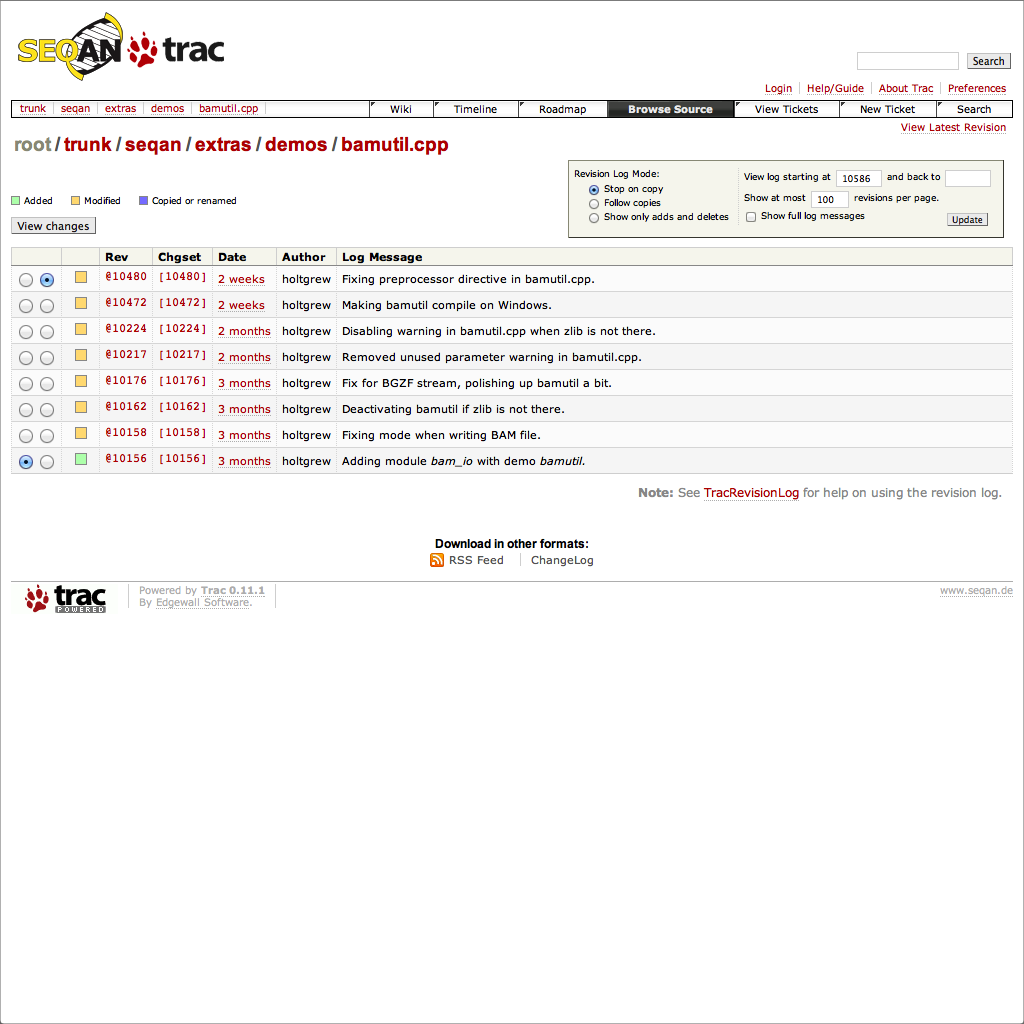 SEQAN trac
Search
Login Help/Guide About Trac Preferences
trunk seqan extras demos bamutil.cpp Wiki Timeline Roadmap Browse Source View Tickets New Ticket Search
View Latest Revision
root / trunk / seqan / extras / demos / bamutil.cpp
Revision Log Mode:
Stop on copy
Follow copies
Show only adds and deletes
View log starting at 10586 and back to
Show at most 100 revisions per page.
Show full log messages
Update
Added Modified Copied or renamed
View changes
Rev Chgset Date Author Log Message
@10480 [10480] 2 weeks holtgrew Fixing preprocessor directive in bamutil.cpp.
@10472 [10472] 2 weeks holtgrew Making bamutil compile on Windows.
@10224 [10224] 2 months holtgrew Disabling warning in bamutil.cpp when zlib is not there.
@10217 [10217] 2 months holtgrew Removed unused parameter warning in bamutil.cpp.
@10176 [10176] 3 months holtgrew Fix for BGZF stream, polishing up bamutil a bit.
@10162 [10162] 3 months holtgrew Deactivating bamutil if zlib is not there.
@10158 [10158] 3 months holtgrew Fixing mode when writing BAM file.
@10156 [10156] 3 months holtgrew Adding module bam_io with demo bamutil.
Note: See TracRevisionLog for help on using the revision log.
Download in other formats:
RSS Feed ChangeLog
trac POWERED
Powered by Trac 0.11.1
By Edgewall Software.
www.seqan.de